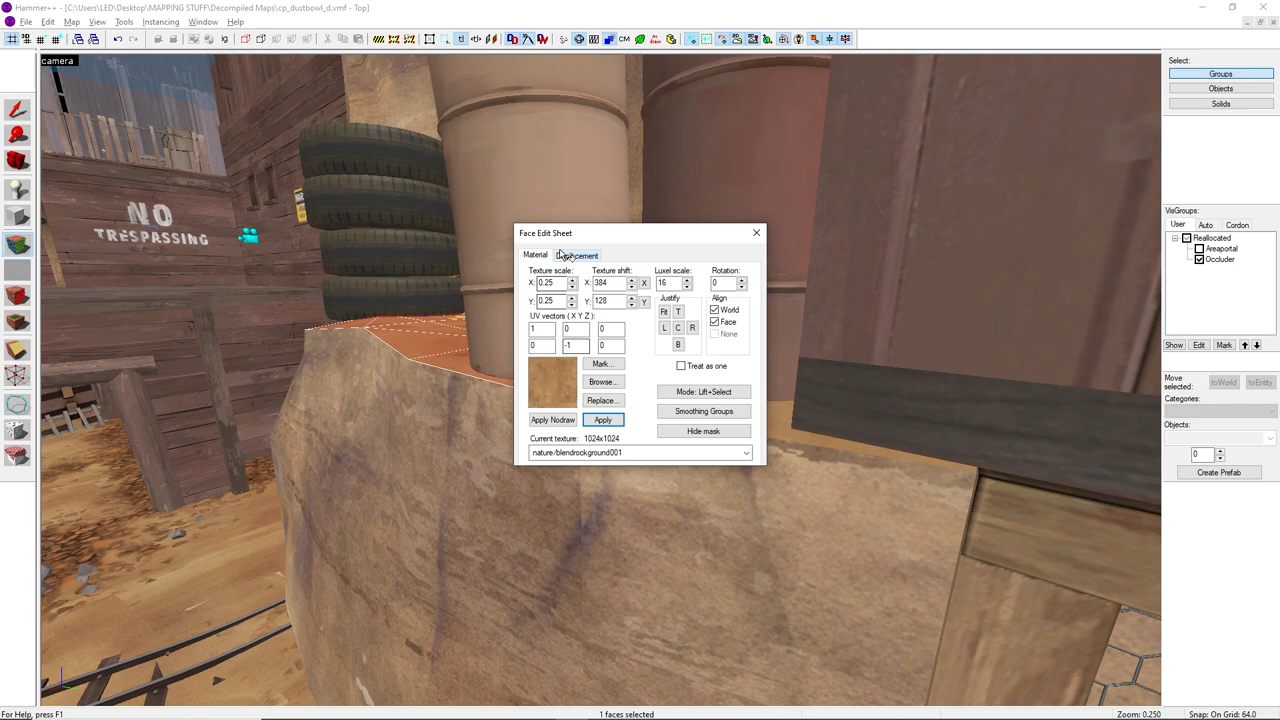 Hammer++ - [C:\Users\LED\Desktop\MAPPING STUFF\Decompiled Maps\cp_dustbowl_d.vmf - Top]
File Edit Map View Tools Instancing Window Help
camera
NO
TRESPASSING
Face Edit Sheet
Material
Texture scale: Texture shift: Luxel scale: Rotation:
X: 0.25 X: 384 X 16 0
Y: 0.25 Y: 128 Y
Justify Align
Fit T World
L C R Face
B None
UV vectors ( X Y Z ):
1 0 0
0 -1 0
Treat as one
Mark...
Browse...
Replace...
Apply Nodraw Apply
Mode: Lift+Select
Smoothing Groups
Hide mask
Current texture: 1024x1024
nature/blendrockground001
Select:
Groups
Objects
Solids
VisGroups:
User Auto Cordon
Reallocated
Areaportal
Occluder
Show Edit Mark
Move selected: toWorld toEntity
Categories:
Objects:
0
Create Prefab
For Help, press F1 1 faces selected Zoom: 0.250 Snap: On Grid: 64.0